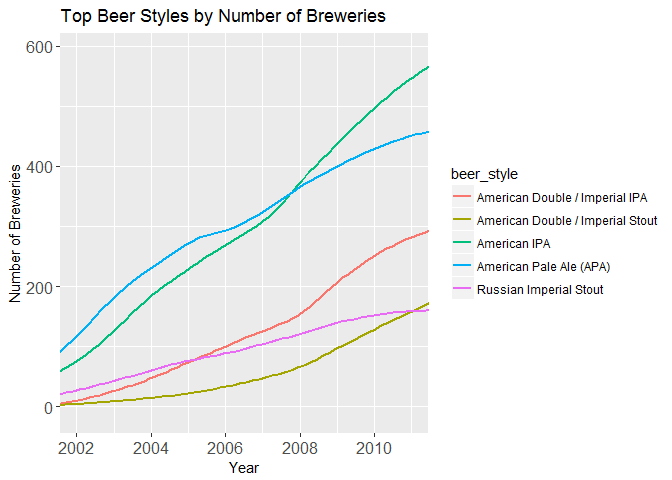 Top Beer Styles by Number of Breweries
600
400
200
0
Number of Breweries
2002 2004 2006 2008 2010
Year
beer_style
American Double / Imperial IPA
American Double / Imperial Stout
American IPA
American Pale Ale (APA)
Russian Imperial Stout